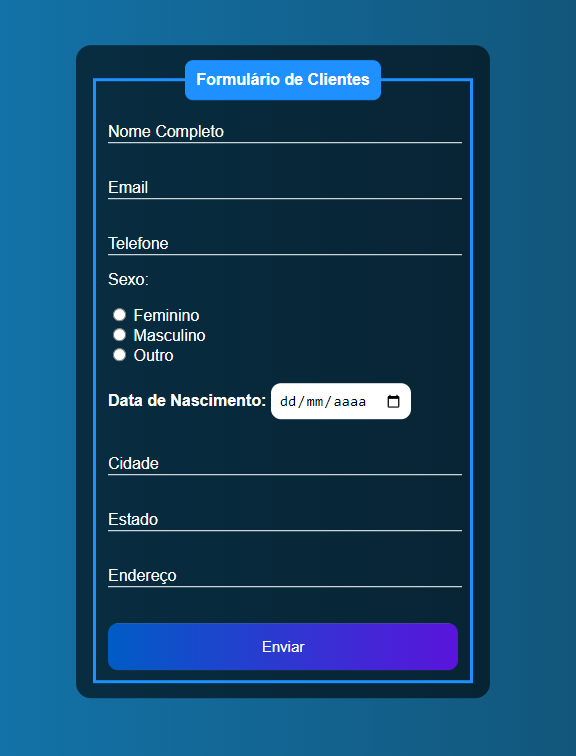 Formulário de Clientes
Nome Completo
Email
Telefone
Sexo:
Feminino
Masculino
Outro
Data de Nascimento: dd/mm/aaaa
Cidade
Estado
Endereço
Enviar